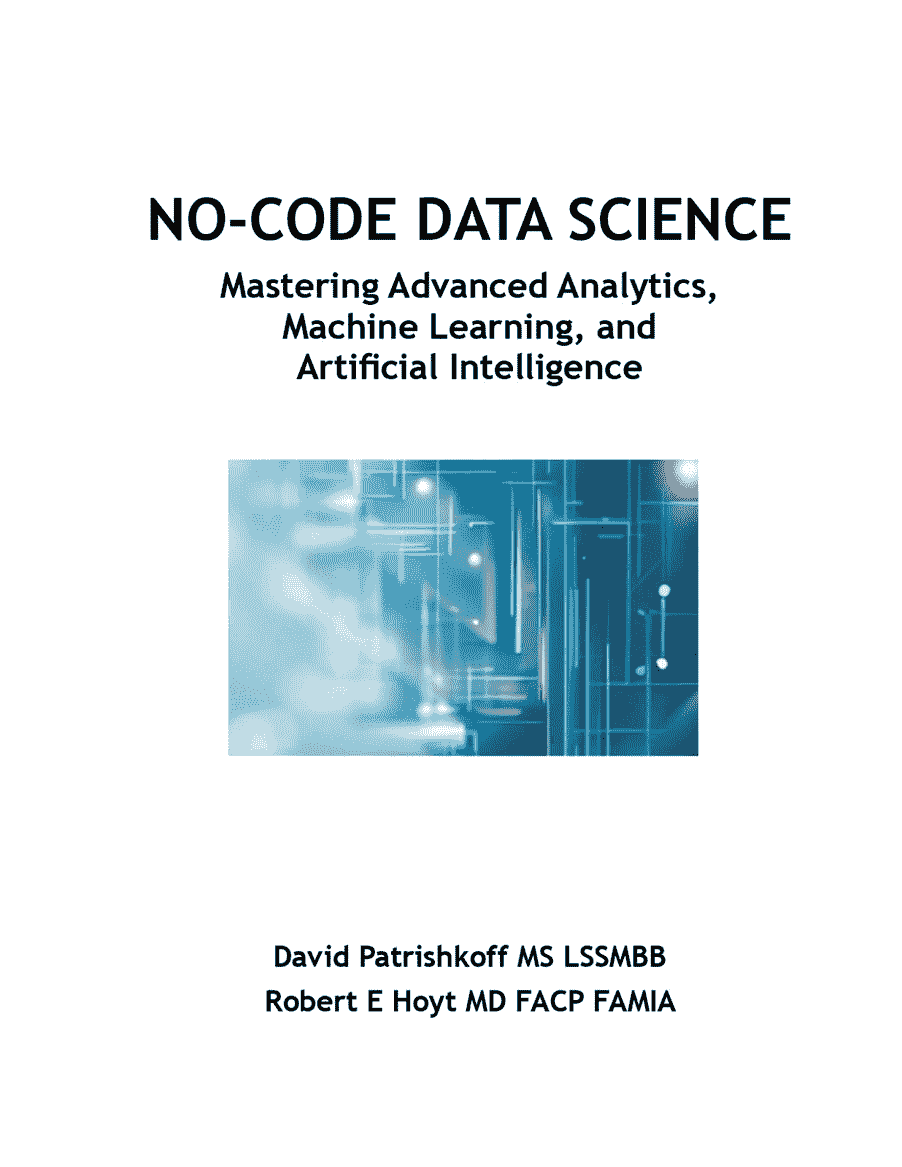 NO-CODE DATA SCIENCE
Mastering Advanced Analytics,
Machine Learning, and
Artificial Intelligence
David Patrishkoff MS LSSMBB
Robert E Hoyt MD FACP FAMIA